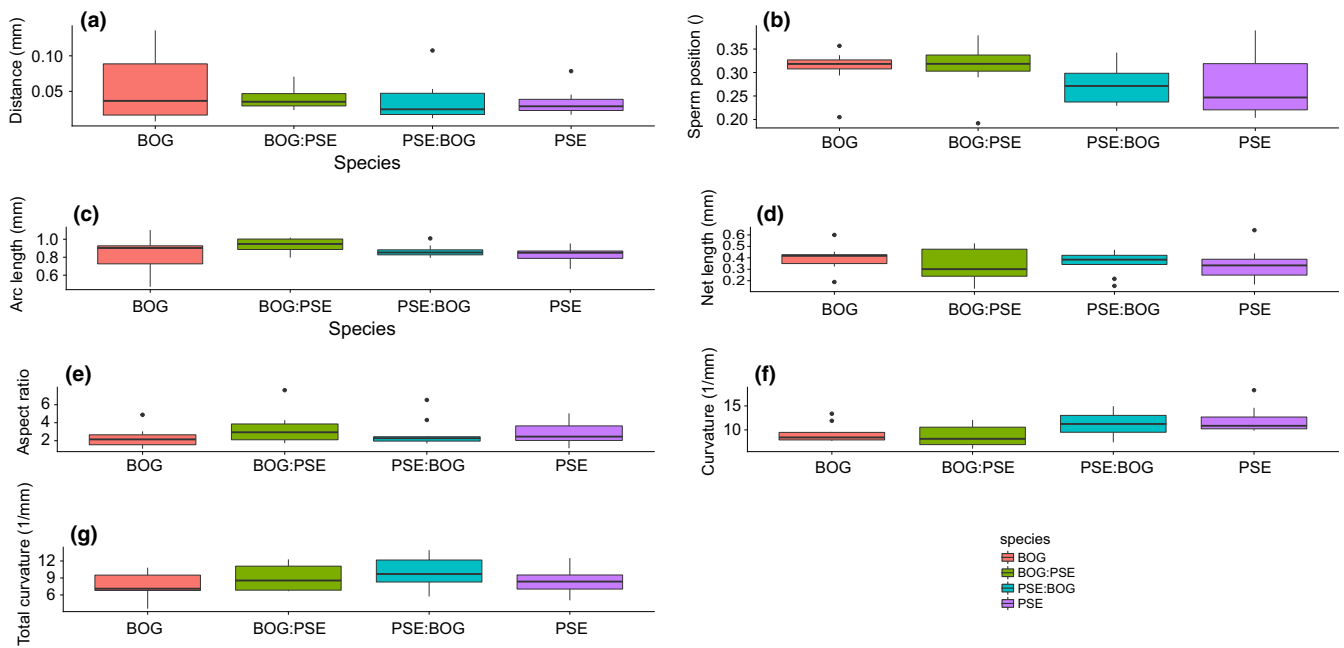 (a)
Distance (mm)
0.10
0.05
BOG BOG:PSE PSE:BOG PSE
Species
(b)
Sperm position ()
0.35
0.30
0.25
0.20
BOG BOG:PSE PSE:BOG PSE
(c)
Arc length (mm)
1.0
0.8
0.6
BOG BOG:PSE PSE:BOG PSE
Species
(d)
Net length (mm)
0.6
0.5
0.4
0.3
0.2
BOG BOG:PSE PSE:BOG PSE
(e)
Aspect ratio
6
4
2
BOG BOG:PSE PSE:BOG PSE
(f)
Curvature (1/mm)
15
10
BOG BOG:PSE PSE:BOG PSE
(g)
Total curvature (1/mm)
12
9
6
BOG BOG:PSE PSE:BOG PSE
species
BOG
BOG:PSE
PSE:BOG
PSE